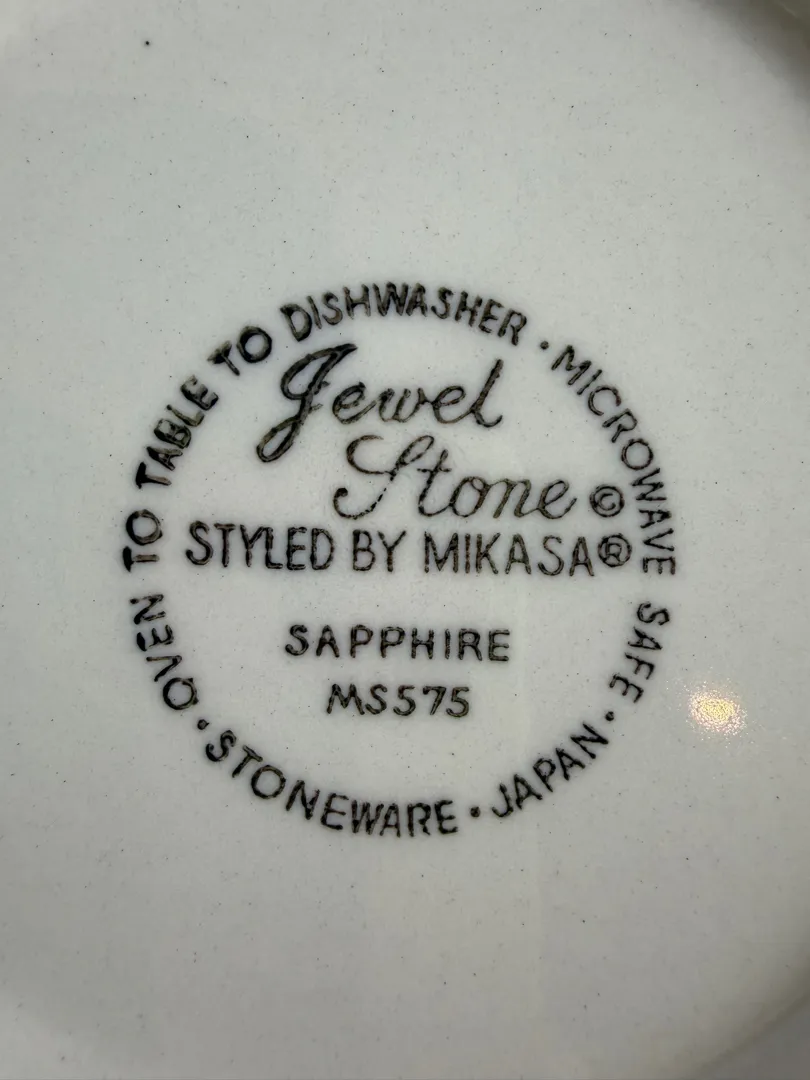 OVEN TO TABLE TO DISHWASHER · MICROWAVE SAFE · JAPAN · STONEWARE ·
Jewel
Stone ©
STYLED BY MIKASA®
SAPPHIRE
MS575